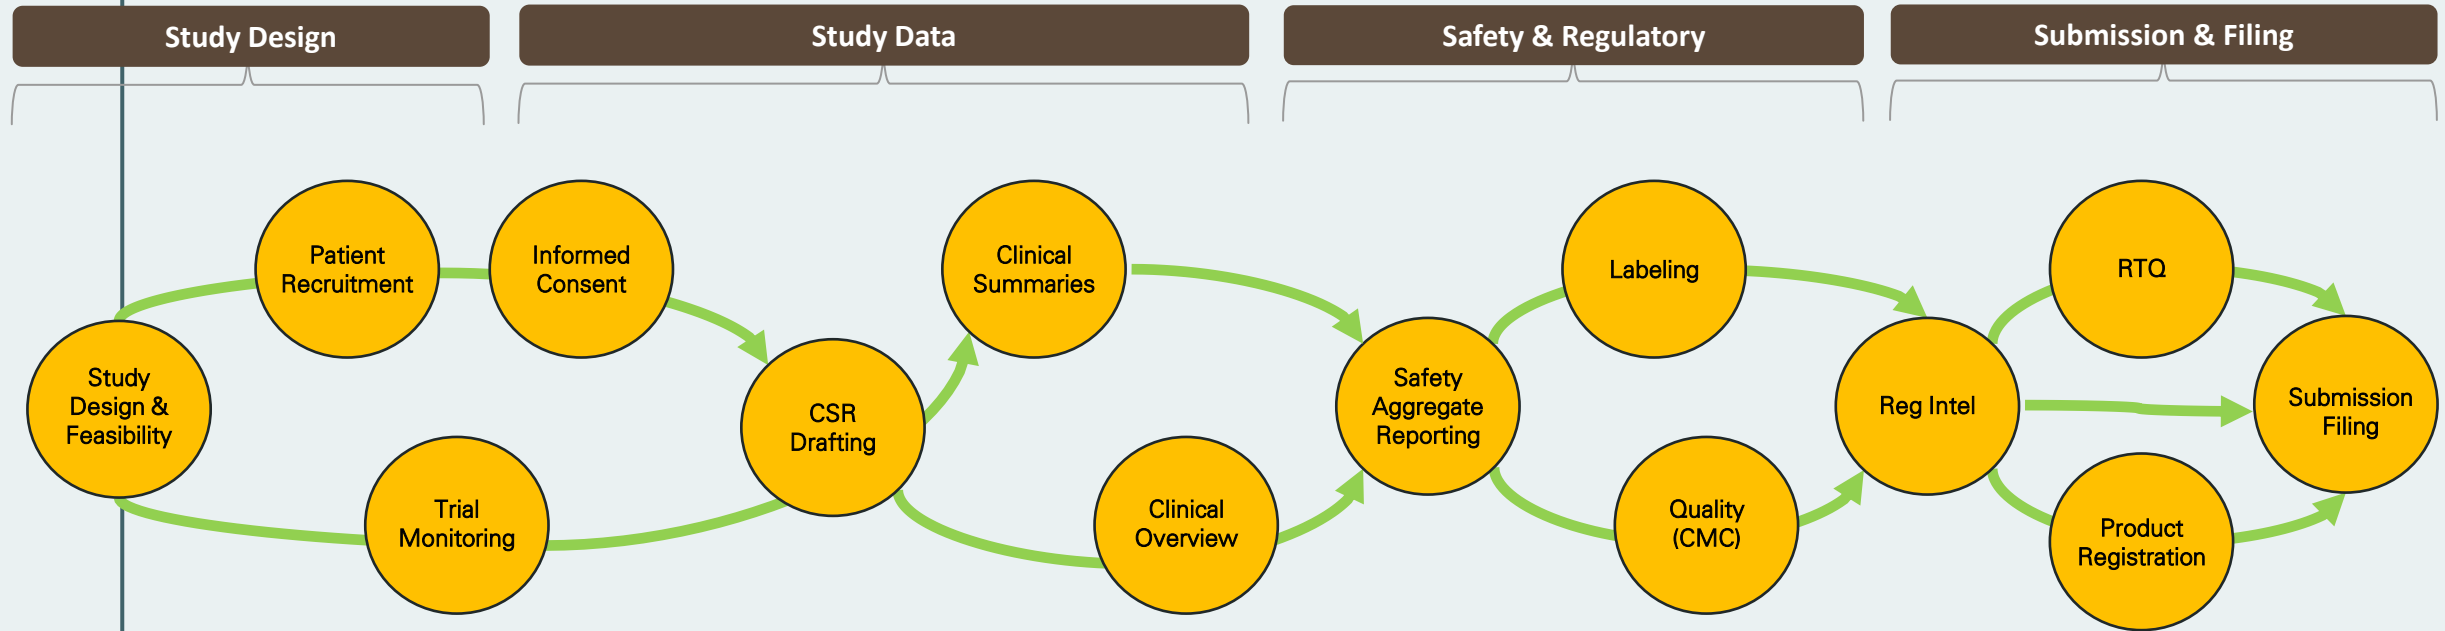 Study Design
Study Data
Safety & Regulatory
Submission & Filing
Patient
Recruitment
Informed
Consent
Clinical
Summaries
Labeling
RTQ
Study
Design &
Feasibility
CSR
Drafting
Safety
Aggregate
Reporting
Reg Intel
Submission
Filing
Trial
Monitoring
Clinical
Overview
Quality
(CMC)
Product
Registration